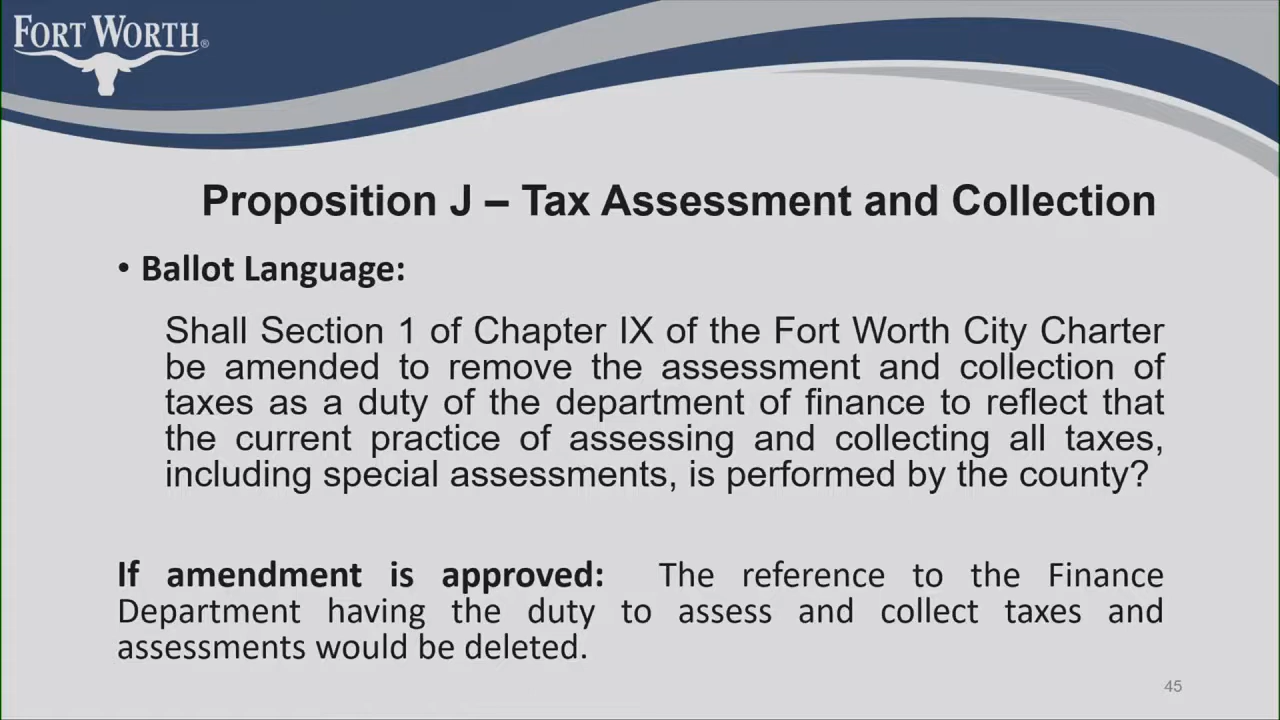 FORT WORTH®
Proposition J – Tax Assessment and Collection
• Ballot Language:
Shall Section 1 of Chapter IX of the Fort Worth City Charter
be amended to remove the assessment and collection of
taxes as a duty of the department of finance to reflect that
the current practice of assessing and collecting all taxes,
including special assessments, is performed by the county?
If amendment is approved: The reference to the Finance
Department having the duty to assess and collect taxes and
assessments would be deleted.
45